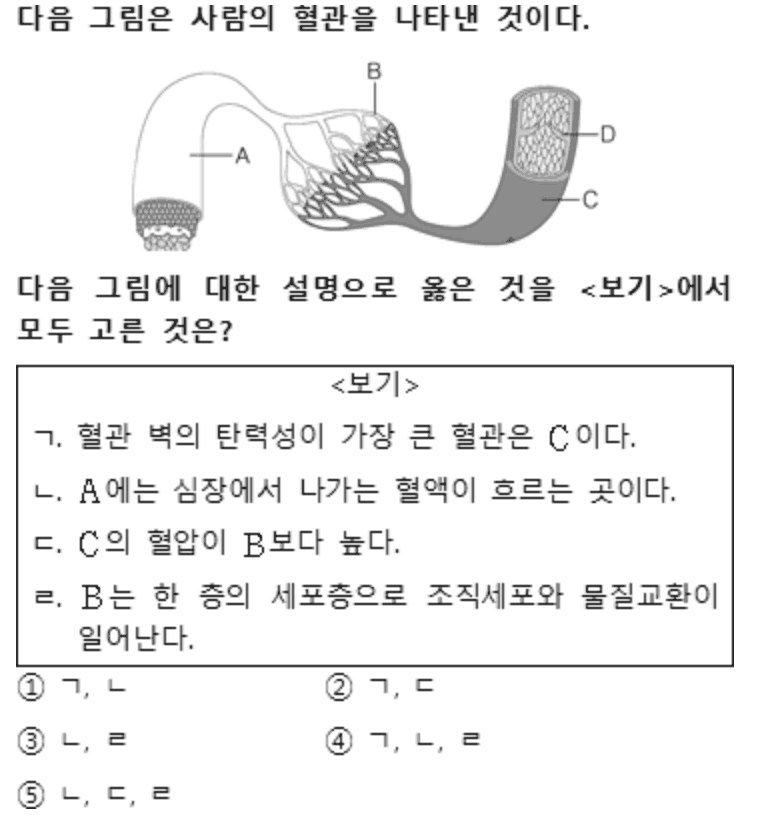 다음 그림은 사람의 혈관을 나타낸 것이다.
B
A
D
C
다음 그림에 대한 설명으로 옳은 것을 <보기>에서
모두 고른 것은?
<보기>
ㄱ. 혈관 벽의 탄력성이 가장 큰 혈관은 C이다.
ㄴ. A에는 심장에서 나가는 혈액이 흐르는 곳이다.
ㄷ. C의 혈압이 B보다 높다.
ㄹ. B는 한 층의 세포층으로 조직세포와 물질교환이
일어난다.
① ㄱ, ㄴ ② ㄱ, ㄷ
③ ㄴ, ㄹ ④ ㄱ, ㄴ, ㄹ
⑤ ㄴ, ㄷ, ㄹ